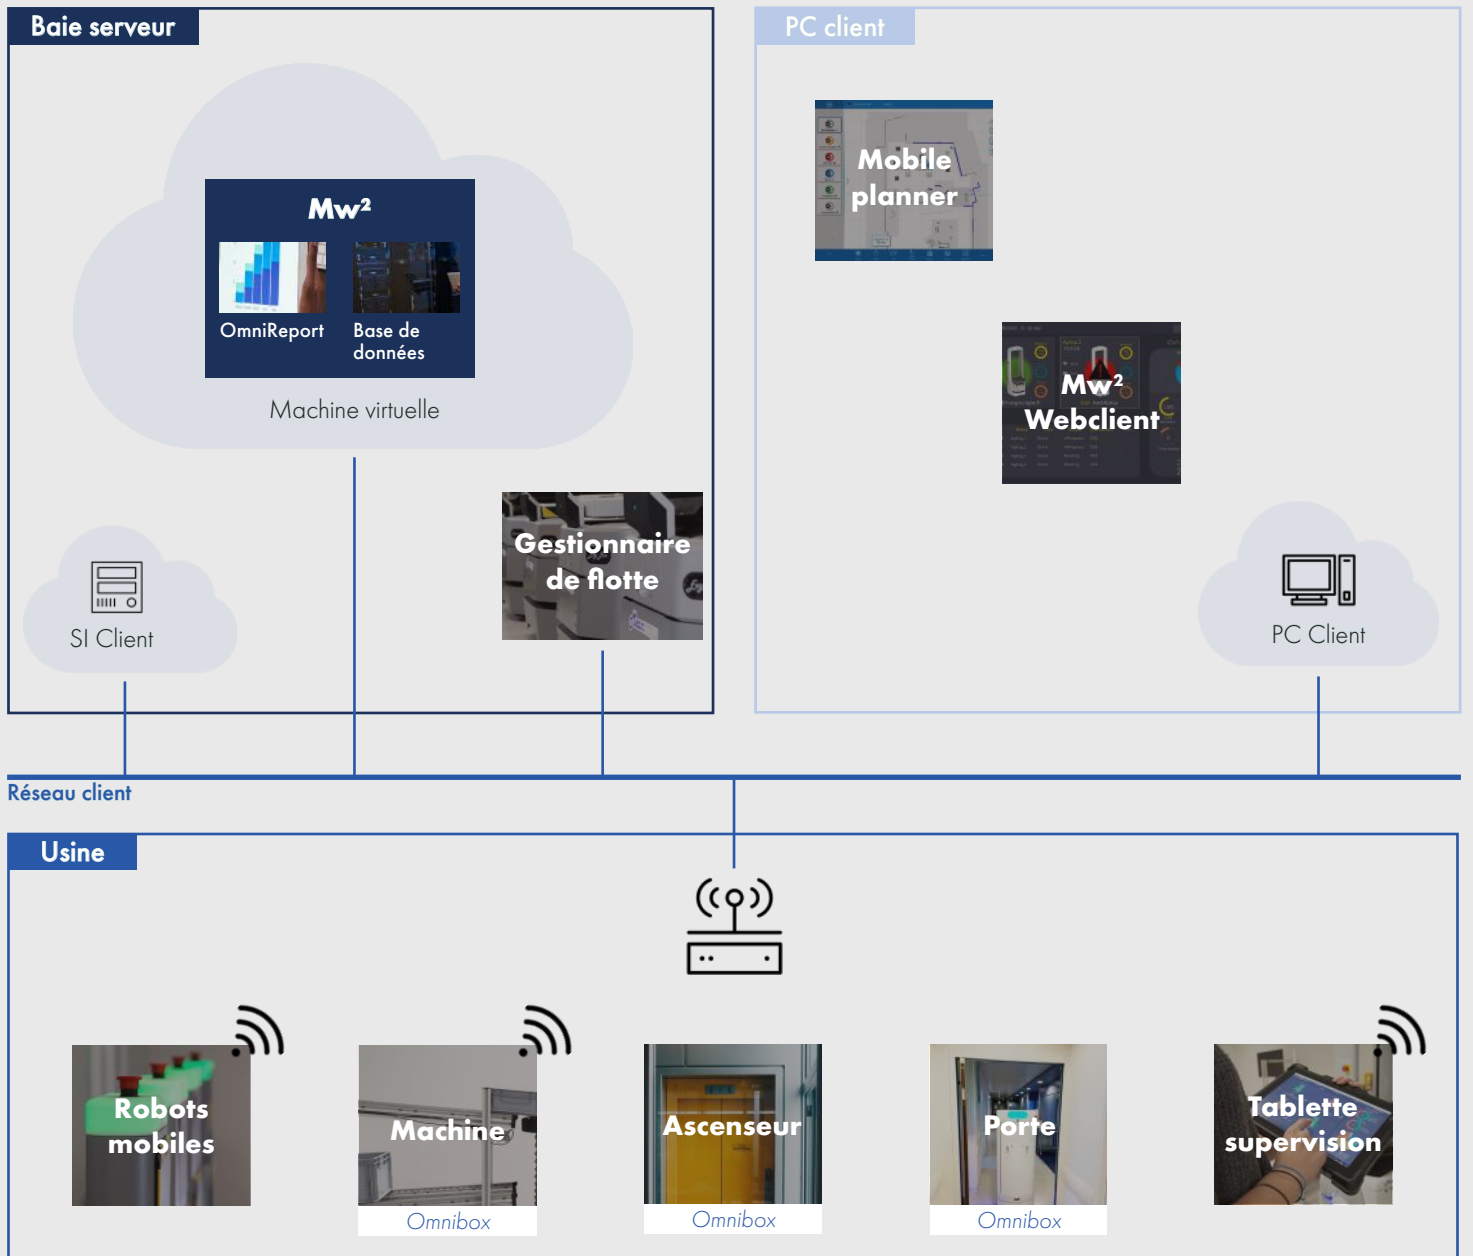 Baie serveur
PC client
Mobile
planner
Mw²
OmniReport
Base de
données
Machine virtuelle
Mw²
Webclient
Gestionnaire
de flotte
SI Client
PC Client
Réseau client
Usine
Robots
mobiles
Machine
Omnibox
Ascenseur
Omnibox
Porte
Omnibox
Tablette
supervision